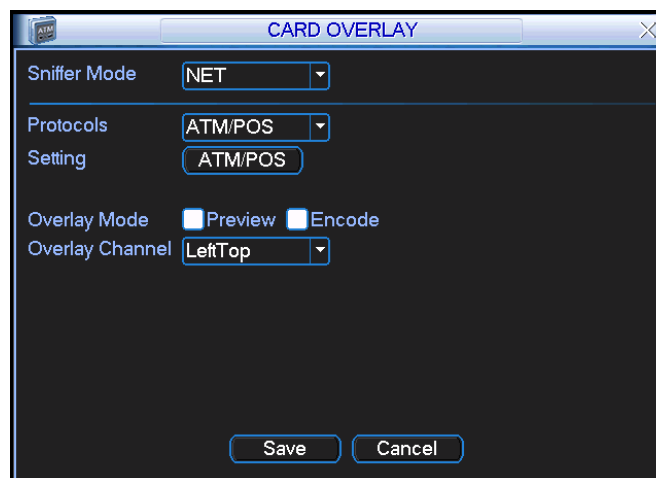 ATM
CARD OVERLAY
Sniffer Mode NET
Protocols ATM/POS
Setting ATM/POS
Overlay Mode Preview Encode
Overlay Channel LeftTop
Save Cancel